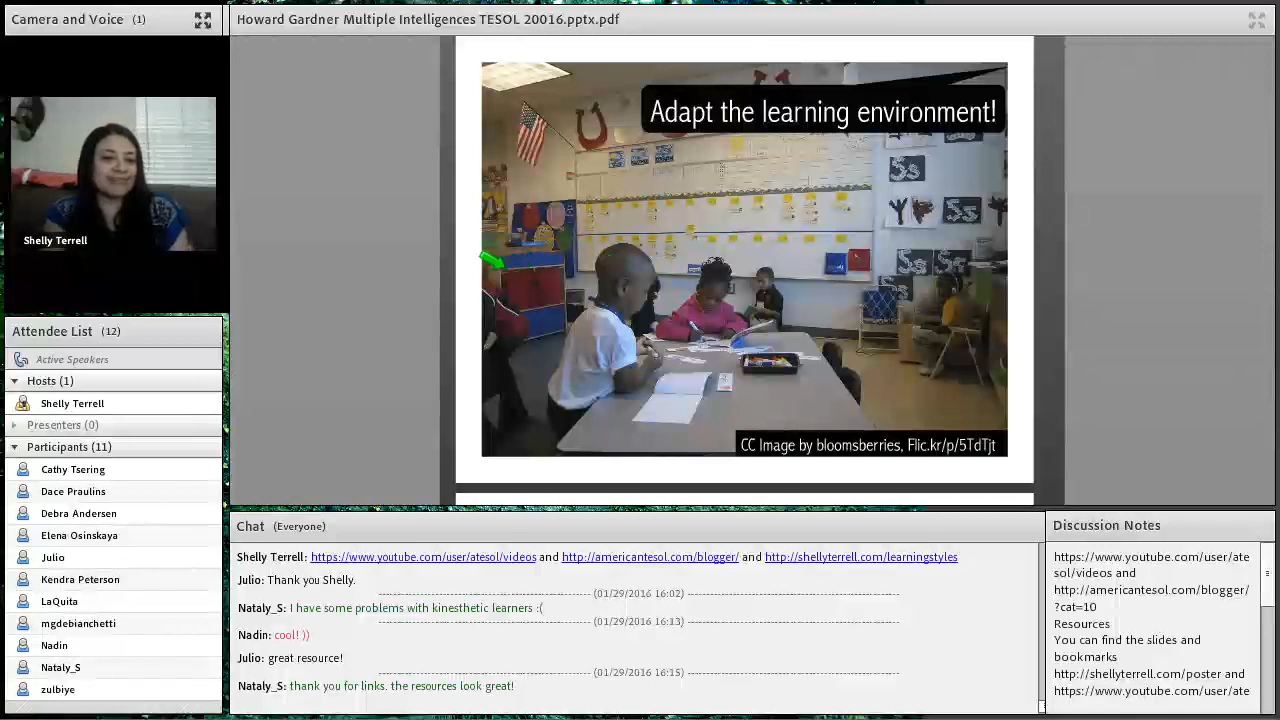 Camera and Voice (1)
Shelly Terrell
Attendee List (12)
Active Speakers
Hosts (1)
Shelly Terrell
Presenters (0)
Participants (11)
Cathy Tsering
Dace Praulins
Debra Andersen
Elena Osinskaya
Julio
Kendra Peterson
LaQuita
mgdebianchetti
Nadin
Nataly_S
zulbiye
Howard Gardner Multiple Intelligences TESOL 20016.pptx.pdf
Adapt the learning environment!
Ss
Ss
CC Image by bloomsberries, Flic.kr/p/5TdTjt
Chat (Everyone)
Shelly Terrell: https://www.youtube.com/user/atesol/videos and http://americantesol.com/blogger/ and http://shellyterrell.com/learningstyles
Julio: Thank you Shelly.
(01/29/2016 16:02)
Nataly_S: I have some problems with kinesthetic learners :(
(01/29/2016 16:13)
Nadin: cool! ))
Julio: great resource!
(01/29/2016 16:15)
Nataly_S: thank you for links. the resources look great!
Discussion Notes
https://www.youtube.com/user/ate
sol/videos and
http://americantesol.com/blogger/
?cat=10
Resources
You can find the slides and
bookmarks
http://shellyterrell.com/poster and
https://www.youtube.com/user/ate